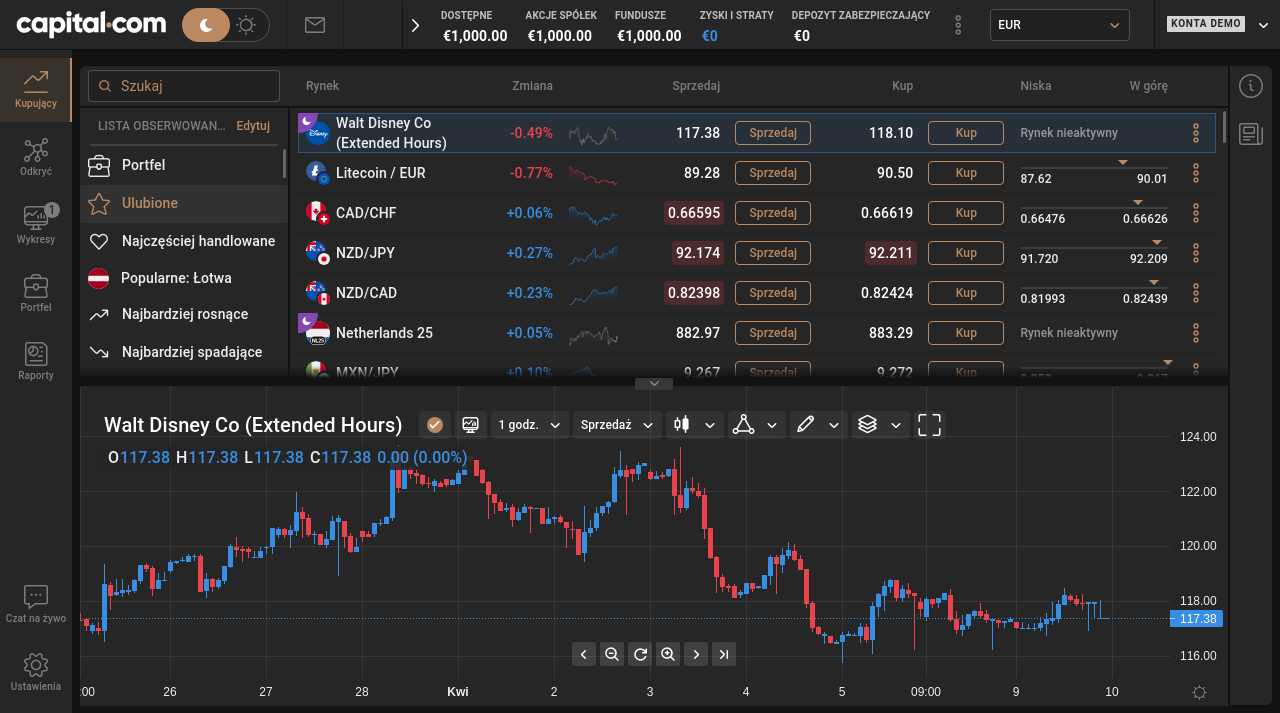 capital.com
DOSTĘPNE
€1,000.00
AKCJE SPÓŁEK
€1,000.00
FUNDUSZE
€1,000.00
ZYSKI I STRATY
€0
DEPOZYT ZABEZPIECZAJĄCY
€0
EUR
KONTO DEMO
Kupujący
Odkryć
1
Wykresy
Portfel
Raporty
Czat na żywo
Ustawienia
Szukaj
LISTA OBSERWOWAN... Edytuj
Portfel
Ulubione
Najczęściej handlowane
Popularne: Łotwa
Najbardziej rosnące
Najbardziej spadające
Rynek Zmiana Sprzedaj Kup Niska W górę
Walt Disney Co
(Extended Hours) -0.49% 117.38 Sprzedaj 118.10 Kup Rynek nieaktywny
Litecoin / EUR -0.77% 89.28 Sprzedaj 90.50 Kup 87.62 90.01
CAD/CHF +0.06% 0.66595 Sprzedaj 0.66619 Kup 0.66476 0.66626
NZD/JPY +0.27% 92.174 Sprzedaj 92.211 Kup 91.720 92.209
NZD/CAD +0.23% 0.82398 Sprzedaj 0.82424 Kup 0.81993 0.82439
NL25 Netherlands 25 +0.05% 882.97 Sprzedaj 883.29 Kup Rynek nieaktywny
MXN/JPY +0.10% 9.267 Sprzedaj 9.272 Kup
Walt Disney Co (Extended Hours) 1 godz. Sprzedaż
O117.38 H117.38 L117.38 C117.38 0.00 (0.00%)
124.00
122.00
120.00
118.00
117.38
116.00
:00 26 27 28 Kwi 2 3 4 5 09:00 9 10